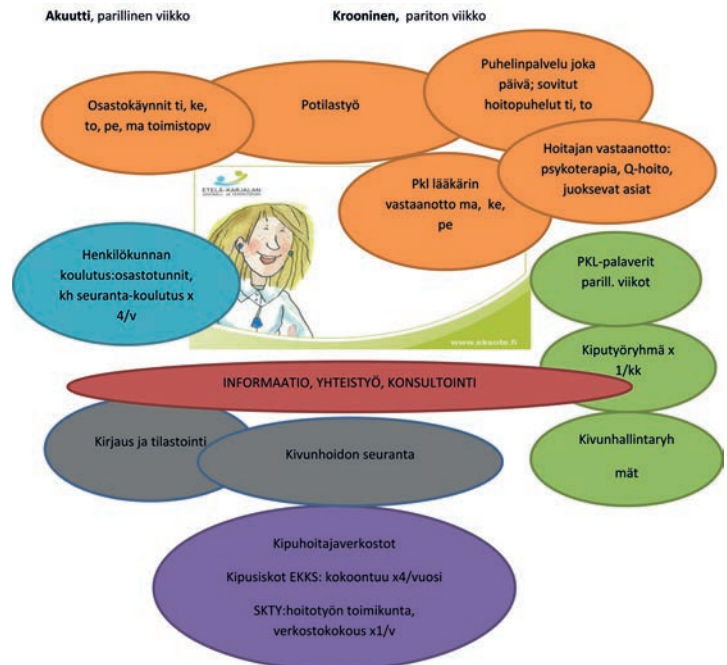 Akuutti, parillinen viikko
Krooninen, pariton viikko
Osastokäynnit ti, ke,
to, pe, ma toimistopv
Potilastyö
Puhelinpalvelu joka
päivä; sovitut
hoitopuhelut ti, to
Hoitajan vastaanotto:
psykoterapia, Q-hoito,
juoksevat asiat
Pkl lääkärin
vastaanotto ma, ke,
pe
ETELÄ-KARJALAN
Henkilökunnan
koulutus:osastotunnit,
kh seuranta-koulutus x
4/v
PKL-palaverit
parill. viikot
www.eksote.fi
Kiputyöryhmä x
1/kk
INFORMAATIO, YHTEISTYÖ, KONSULTOINTI
Kirjaus ja tilastointi
Kivunhoidon seuranta
Kivunhallintaryh
mät
Kipuhoitajaverkostot
Kipusiskot EKKS: kokoontuu x4/vuosi
SKTY:hoitotyön toimikunta,
verkostokokous x1/v